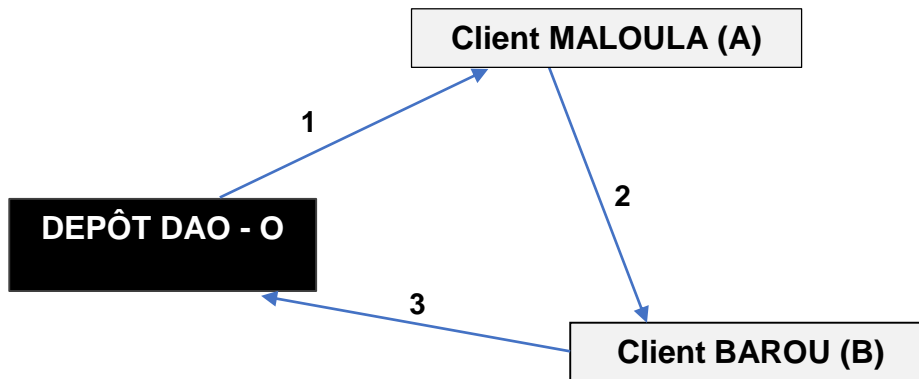 Client MALOULA (A)
1
2
DEPÔT DAO - O
3
Client BAROU (B)